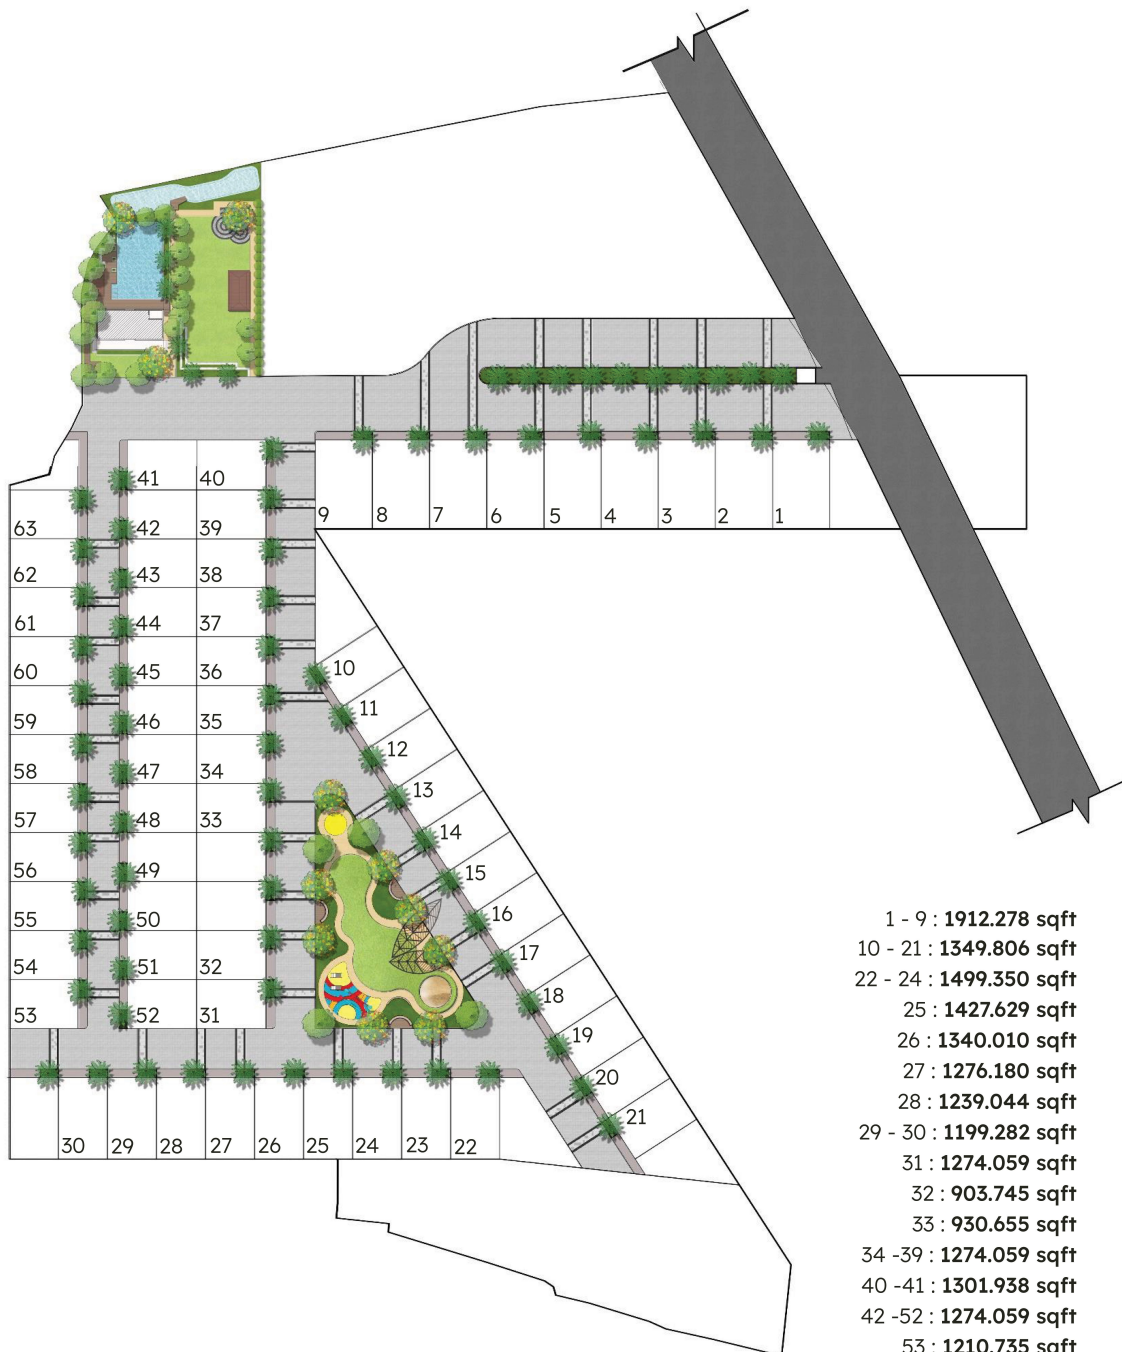 41 40
9 8 7 6 5 4 3 2 1
63 42 39
62 43 38
61 44 37
60 45 36
10
59 46 35
11
58 47 34
12
57 48 33
13
56 49
14
55 50
15
54 51 32
16
53 52 31
17
18
19
20
21
30 29 28 27 26 25 24 23 22
1 - 9 : 1912.278 sqft
10 - 21 : 1349.806 sqft
22 - 24 : 1499.350 sqft
25 : 1427.629 sqft
26 : 1340.010 sqft
27 : 1276.180 sqft
28 : 1239.044 sqft
29 - 30 : 1199.282 sqft
31 : 1274.059 sqft
32 : 903.745 sqft
33 : 930.655 sqft
34 -39 : 1274.059 sqft
40 -41 : 1301.938 sqft
42 -52 : 1274.059 sqft
53 : 1210.735 sqft